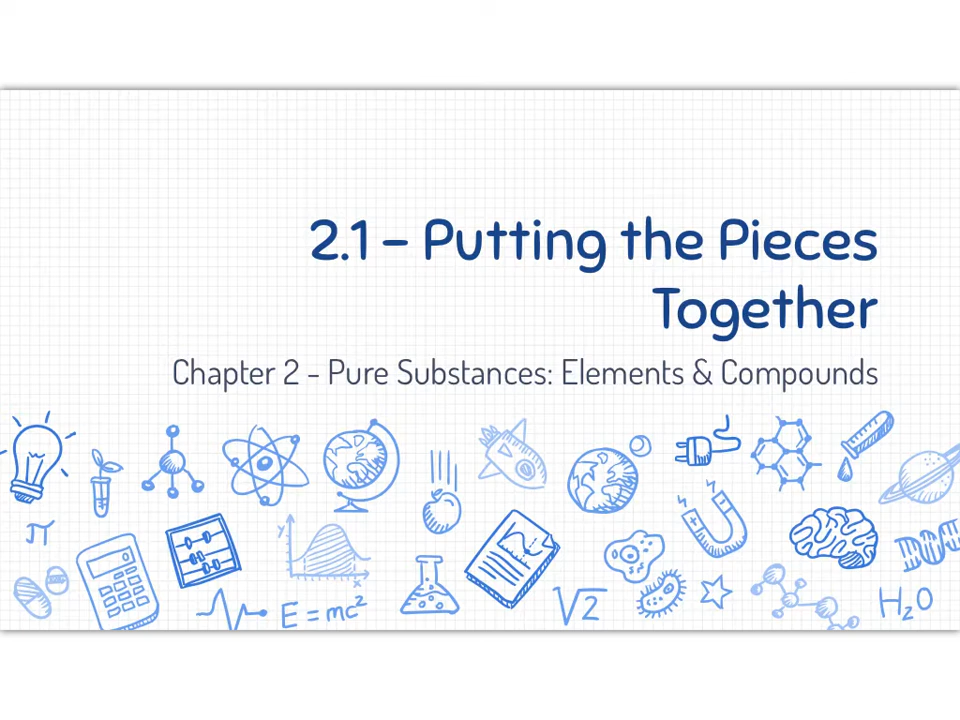 2.1 – Putting the Pieces
Together
Chapter 2 - Pure Substances: Elements & Compounds
π
y
x
E = mc²
√2
H₂O